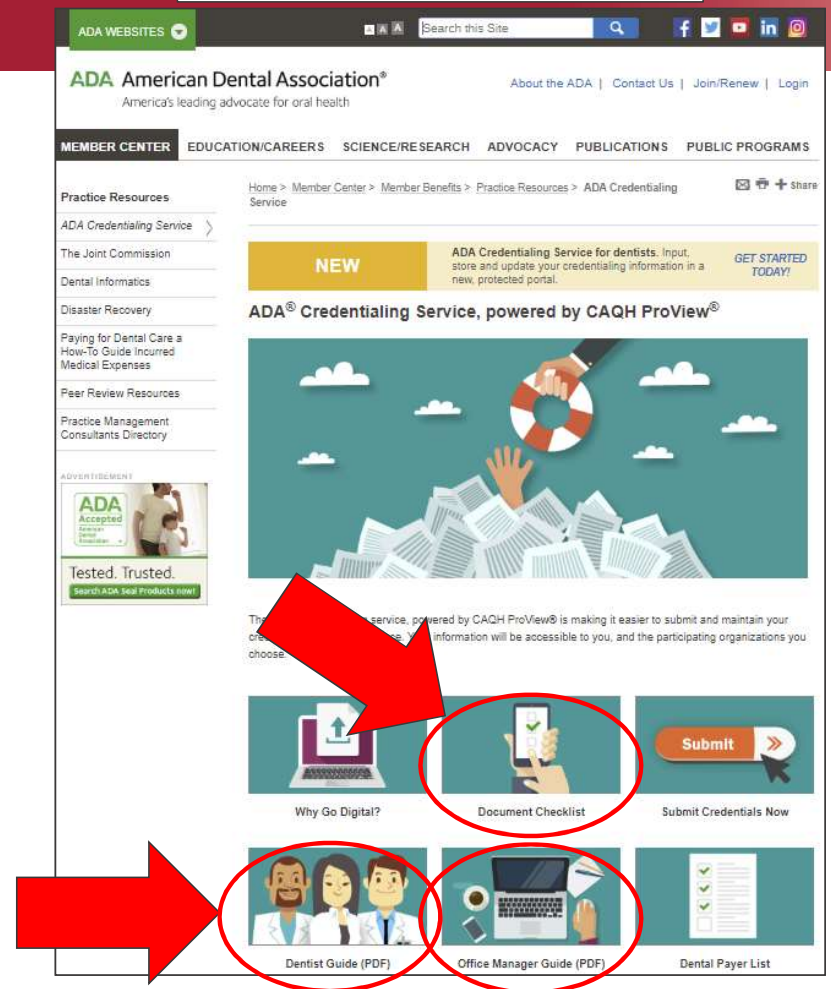 ADA WEBSITES
A A A
Search this Site
ADA American Dental Association®
America's leading advocate for oral health
About the ADA | Contact Us | Join/Renew | Login
MEMBER CENTER EDUCATION/CAREERS SCIENCE/RESEARCH ADVOCACY PUBLICATIONS PUBLIC PROGRAMS
Practice Resources
ADA Credentialing Service
The Joint Commission
Dental Informatics
Disaster Recovery
Paying for Dental Care a
How-To Guide Incurred
Medical Expenses
Peer Review Resources
Practice Management
Consultants Directory
ADVERTISEMENT
ADA
Accepted
American
Dental
Association
Tested. Trusted.
Search ADA Seal Products now!
Home > Member Center > Member Benefits > Practice Resources > ADA Credentialing
Service
Share
NEW
ADA Credentialing Service for dentists. Input,
store and update your credentialing information in a
new, protected portal.
GET STARTED
TODAY!
ADA® Credentialing Service, powered by CAQH ProView®
The service, powered by CAQH ProView® is making it easier to submit and maintain your
information will be accessible to you, and the participating organizations you
choose.
Why Go Digital?
Document Checklist
Submit
Submit Credentials Now
Dentist Guide (PDF)
Office Manager Guide (PDF)
Dental Payer List